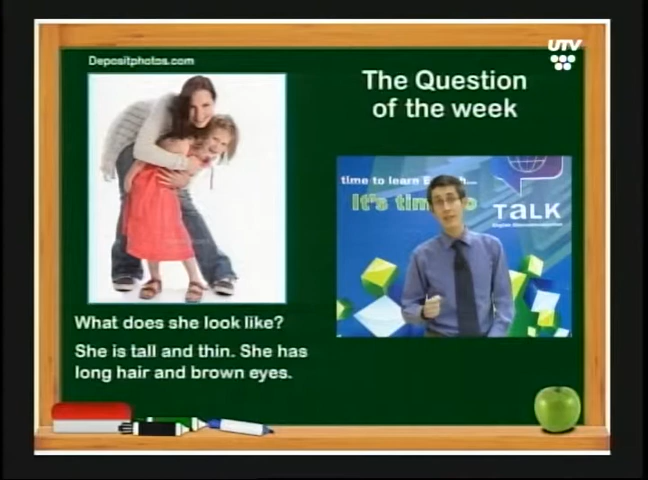 Depositphotos.com
UTV
The Question
of the week
time to learn
It's tim
TaLK
What does she look like?
She is tall and thin. She has
long hair and brown eyes.